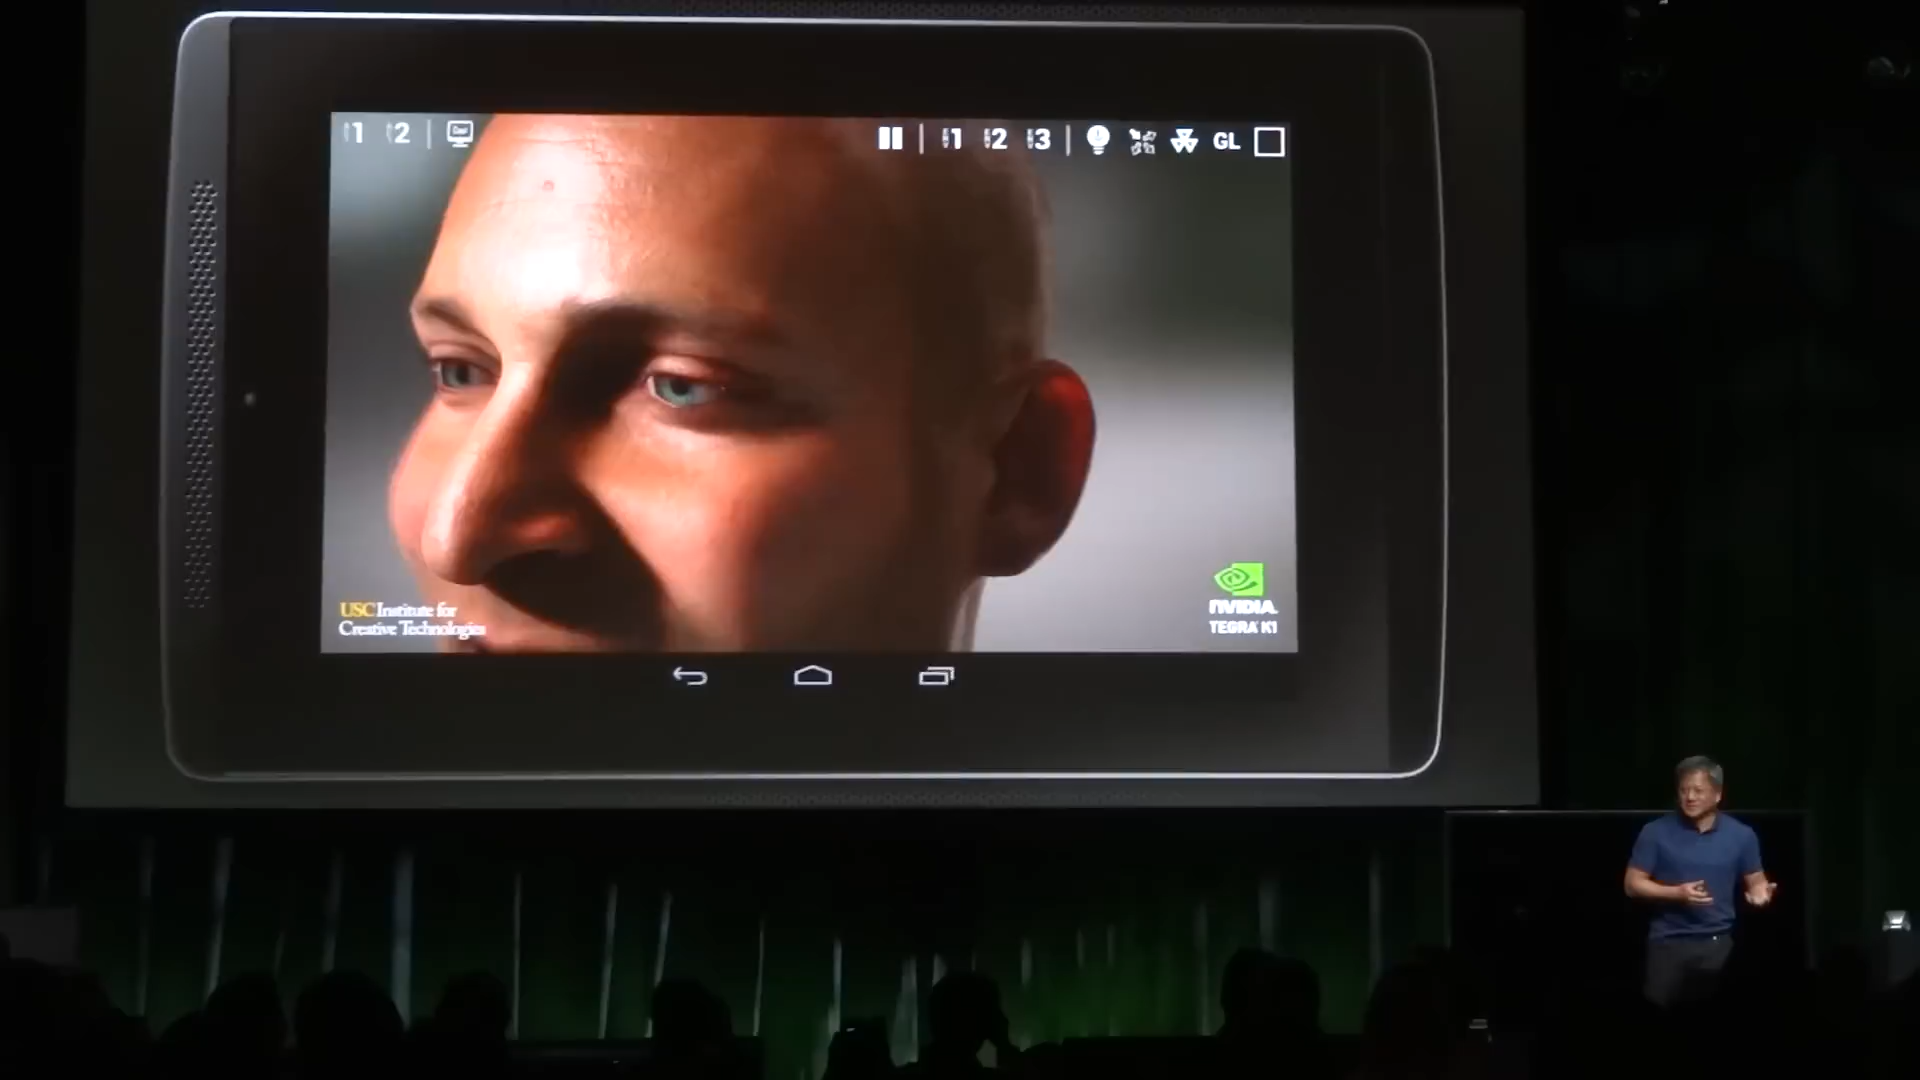 1 2
1 2 3 GL
USC Institute for
Creative Technologies
NVIDIA.
TEGRA K1